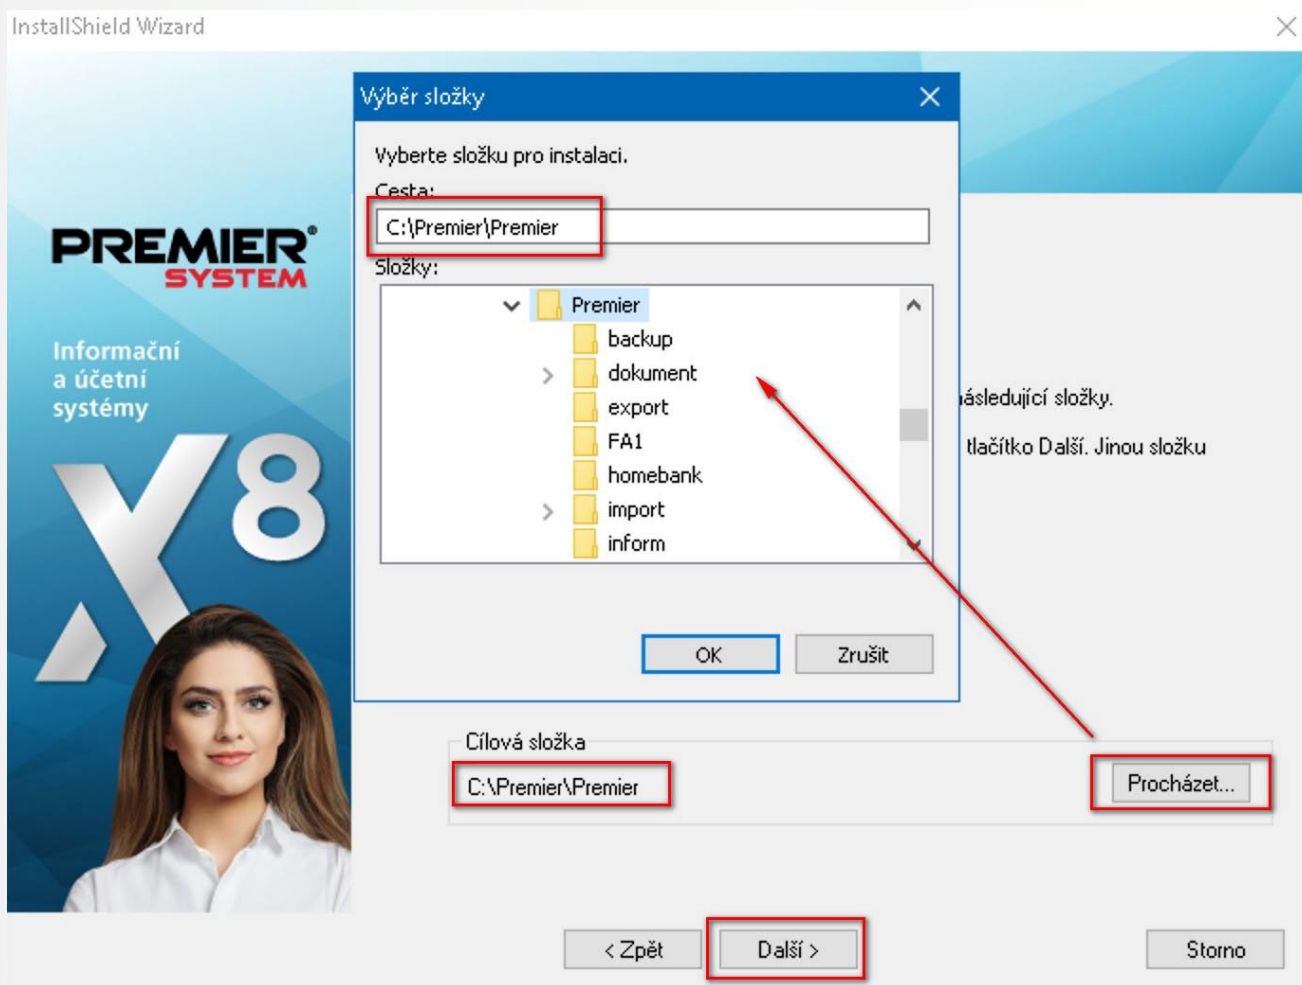 InstallShield Wizard
Výběr složky
Vyberte složku pro instalaci.
Cesta:
C:\Premier\Premier
Složky:
Premier
backup
dokument
export
FA1
homebank
import
inform
OK
Zrušit
PREMIER®
SYSTEM
Informační
a účetní
systémy
X8
následující složky.
tlačítko Další. Jinou složku
Cílová složka
C:\Premier\Premier
Procházet...
< Zpět
Další >
Storno